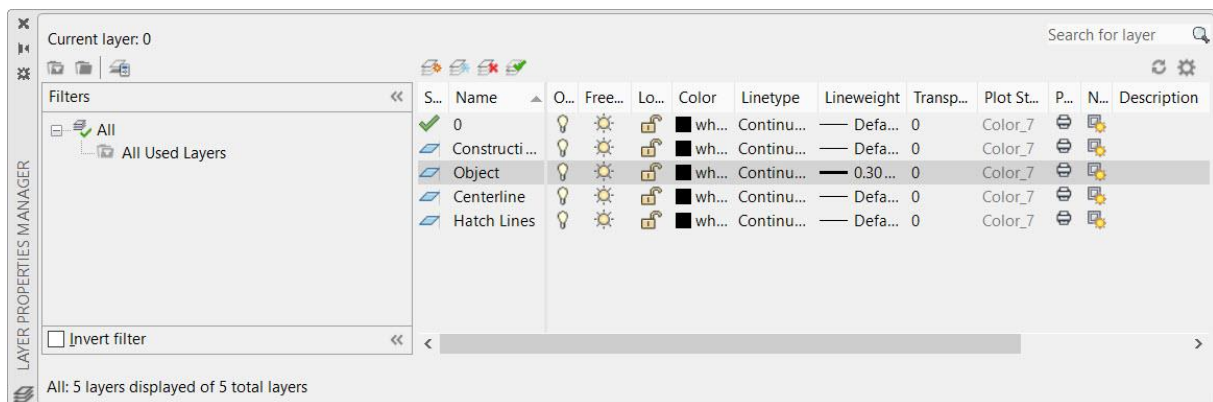 Current layer: 0
Search for layer
Filters
S... Name O... Free... Lo... Color Linetype Lineweight Transp... Plot St... P... N... Description
All
All Used Layers
0 wh... Continu... Defa... 0 Color_7
Constructi... wh... Continu... Defa... 0 Color_7
Object wh... Continu... 0.30... 0 Color_7
Centerline wh... Continu... Defa... 0 Color_7
Hatch Lines wh... Continu... Defa... 0 Color_7
Invert filter
All: 5 layers displayed of 5 total layers
LAYER PROPERTIES MANAGER